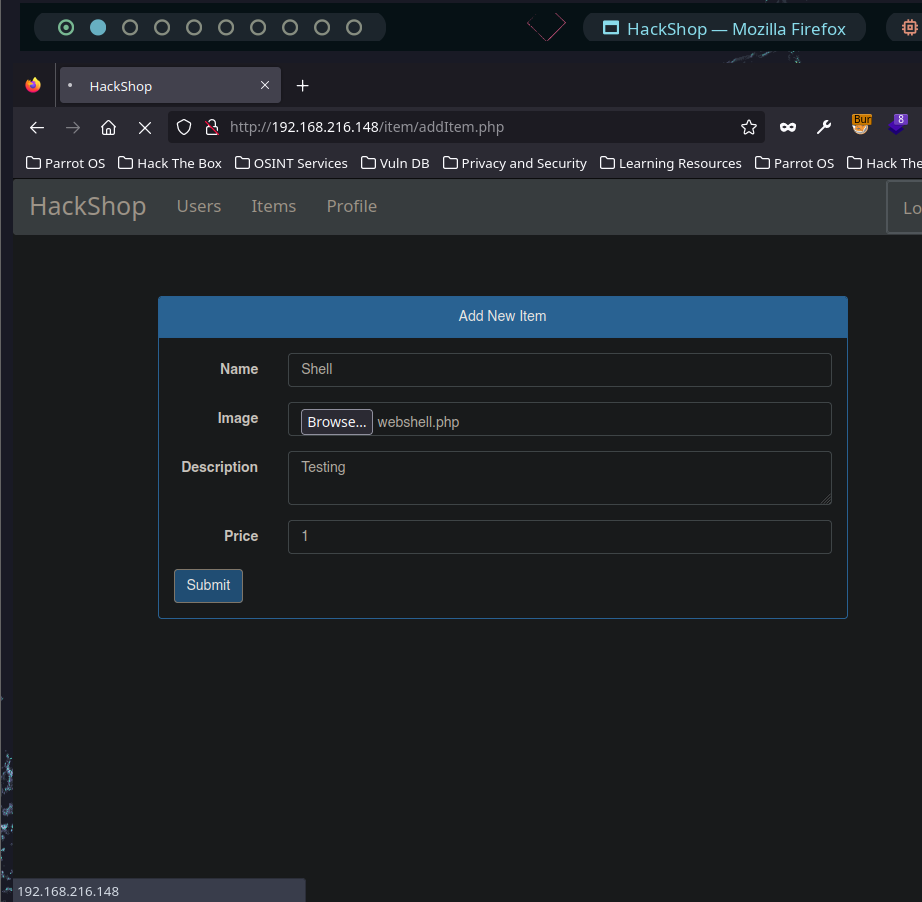 HackShop — Mozilla Firefox
HackShop
http://192.168.216.148/item/addItem.php
Bur
8
Parrot OS Hack The Box OSINT Services Vuln DB Privacy and Security Learning Resources Parrot OS Hack The
HackShop Users Items Profile Lo
Add New Item
Name Shell
Image Browse... webshell.php
Description Testing
Price 1
Submit
192.168.216.148